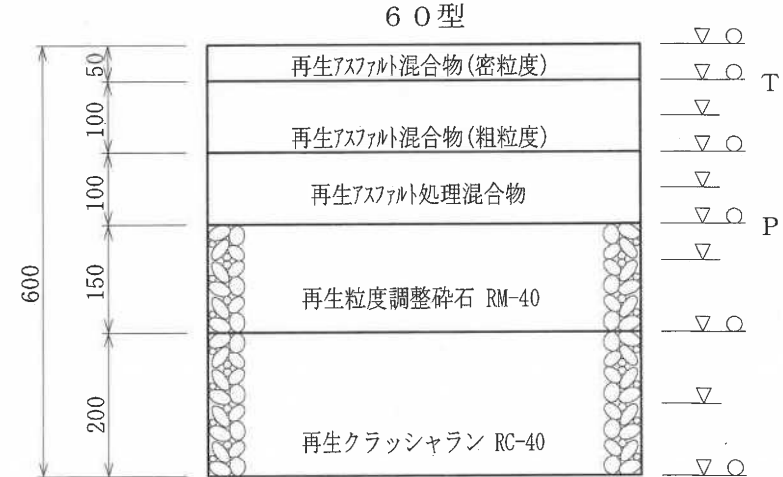 ６０型
50
再生ｱｽﾌｧﾙﾄ混合物(密粒度)
T
100
再生ｱｽﾌｧﾙﾄ混合物(粗粒度)
100
再生ｱｽﾌｧﾙﾄ処理混合物
P
600
150
再生粒度調整砕石 RM-40
200
再生クラッシャラン RC-40